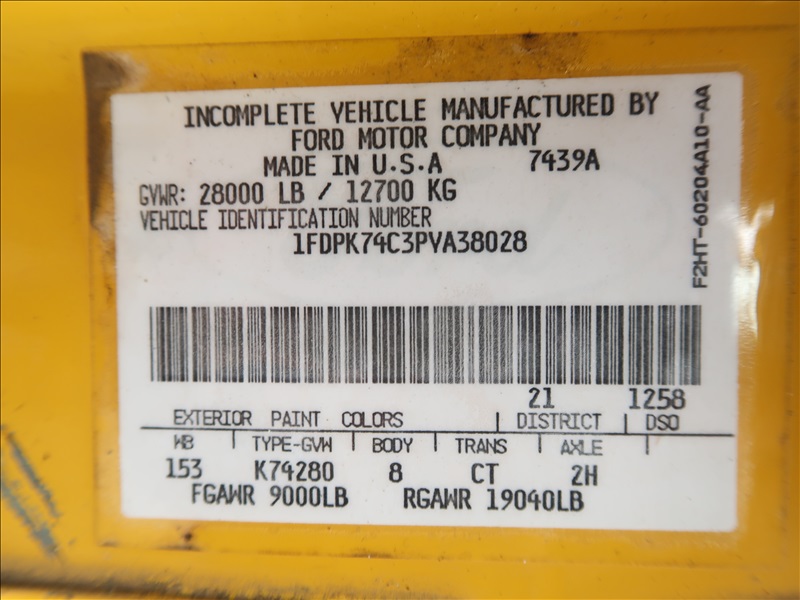 INCOMPLETE VEHICLE MANUFACTURED BY
FORD MOTOR COMPANY
MADE IN U.S.A 7439A
GVWR: 28000 LB / 12700 KG
VEHICLE IDENTIFICATION NUMBER
1FDPK74C3PVA38028
F2HT-60204A10-AA
21 1258
EXTERIOR PAINT COLORS DISTRICT DSO
WB TYPE-GVW BODY TRANS AXLE
153 K74280 8 CT 2H
FGAWR 9000LB RGAWR 19040LB